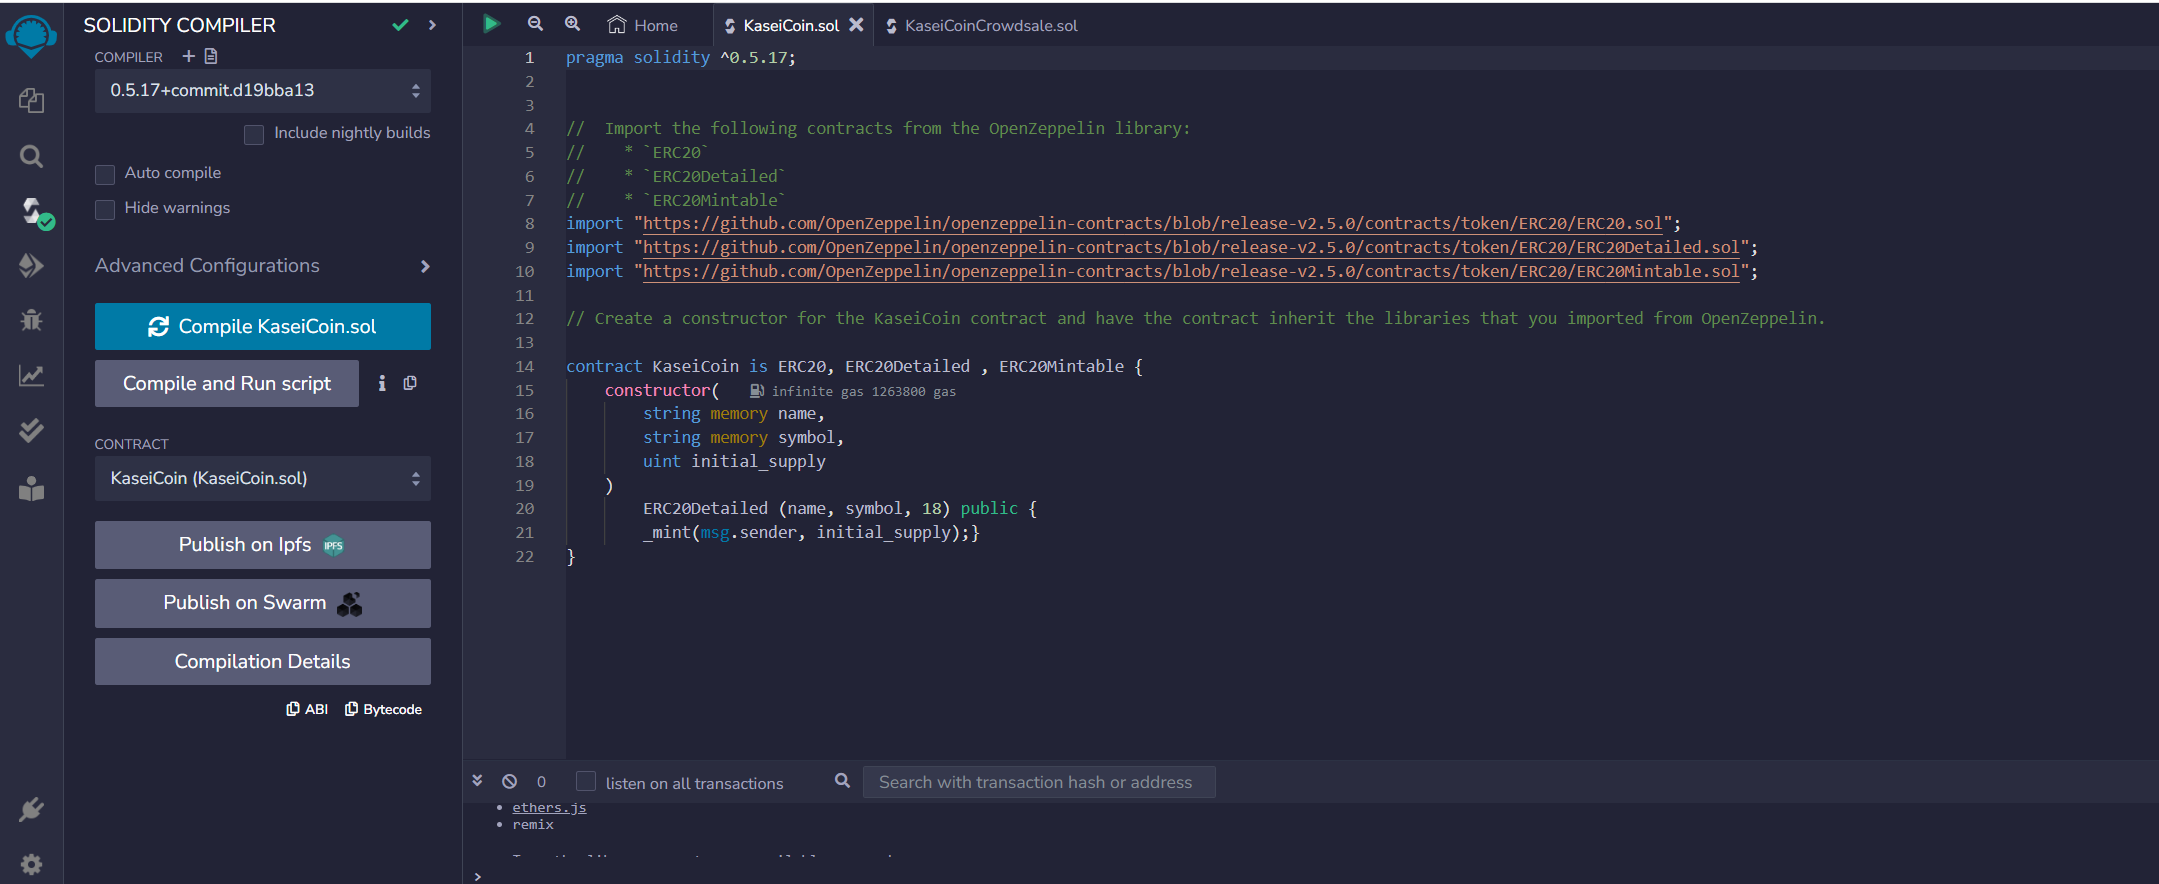 SOLIDITY COMPILER
COMPILER
0.5.17+commit.d19bba13
Include nightly builds
Auto compile
Hide warnings
Advanced Configurations
Compile KaseiCoin.sol
Compile and Run script
CONTRACT
KaseiCoin (KaseiCoin.sol)
Publish on Ipfs IPFS
Publish on Swarm
Compilation Details
ABI Bytecode
Home KaseiCoin.sol KaseiCoinCrowdsale.sol
1 pragma solidity ^0.5.17;
2
3
4 //  Import the following contracts from the OpenZeppelin library:
5 //    * `ERC20`
6 //    * `ERC20Detailed`
7 //    * `ERC20Mintable`
8 import "https://github.com/OpenZeppelin/openzeppelin-contracts/blob/release-v2.5.0/contracts/token/ERC20/ERC20.sol";
9 import "https://github.com/OpenZeppelin/openzeppelin-contracts/blob/release-v2.5.0/contracts/token/ERC20/ERC20Detailed.sol";
10 import "https://github.com/OpenZeppelin/openzeppelin-contracts/blob/release-v2.5.0/contracts/token/ERC20/ERC20Mintable.sol";
11
12 // Create a constructor for the KaseiCoin contract and have the contract inherit the libraries that you imported from OpenZeppelin.
13
14 contract KaseiCoin is ERC20, ERC20Detailed , ERC20Mintable {
15     constructor( infinite gas 1263800 gas
16         string memory name,
17         string memory symbol,
18         uint initial_supply
19     )
20         ERC20Detailed (name, symbol, 18) public {
21         _mint(msg.sender, initial_supply);}
22 }
0 listen on all transactions Search with transaction hash or address
• ethers.js
• remix
>